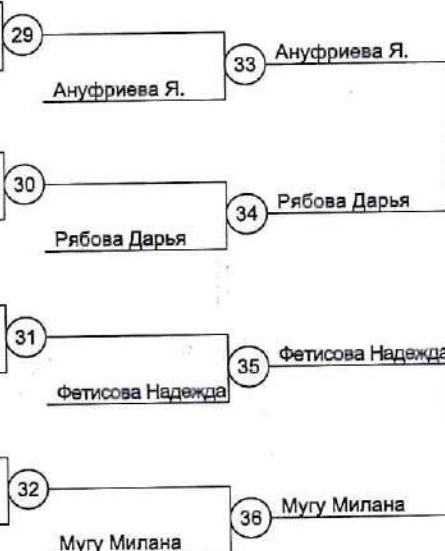 29
33 Ануфриева Я.
Ануфриева Я.
30
34 Рябова Дарья
Рябова Дарья
31
35 Фетисова Надежда
Фетисова Надежда
32
36 Мугу Милана
Мугу Милана